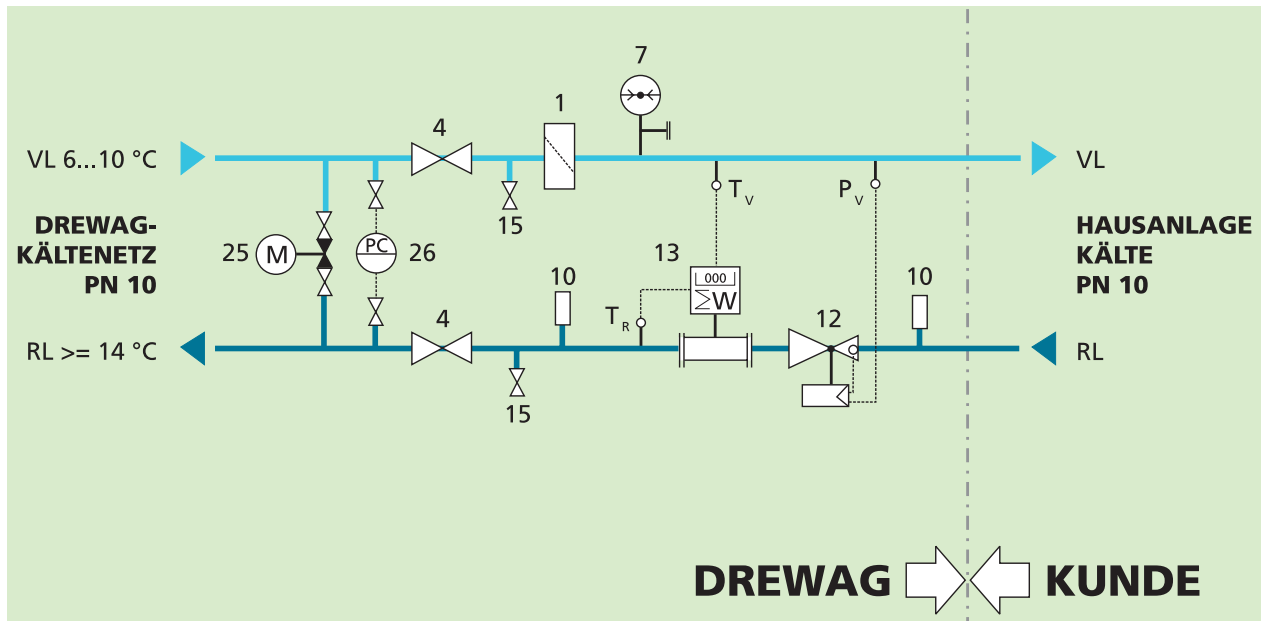 7
1
4
VL 6...10 °C
VL
T V
P V
15
DREWAG-
KÄLTENETZ
PN 10
HAUSANLAGE
KÄLTE
PN 10
25
M
PC
26
13
000
ΣW
10
10
T R
4
12
RL >= 14 °C
RL
15
DREWAG
KUNDE